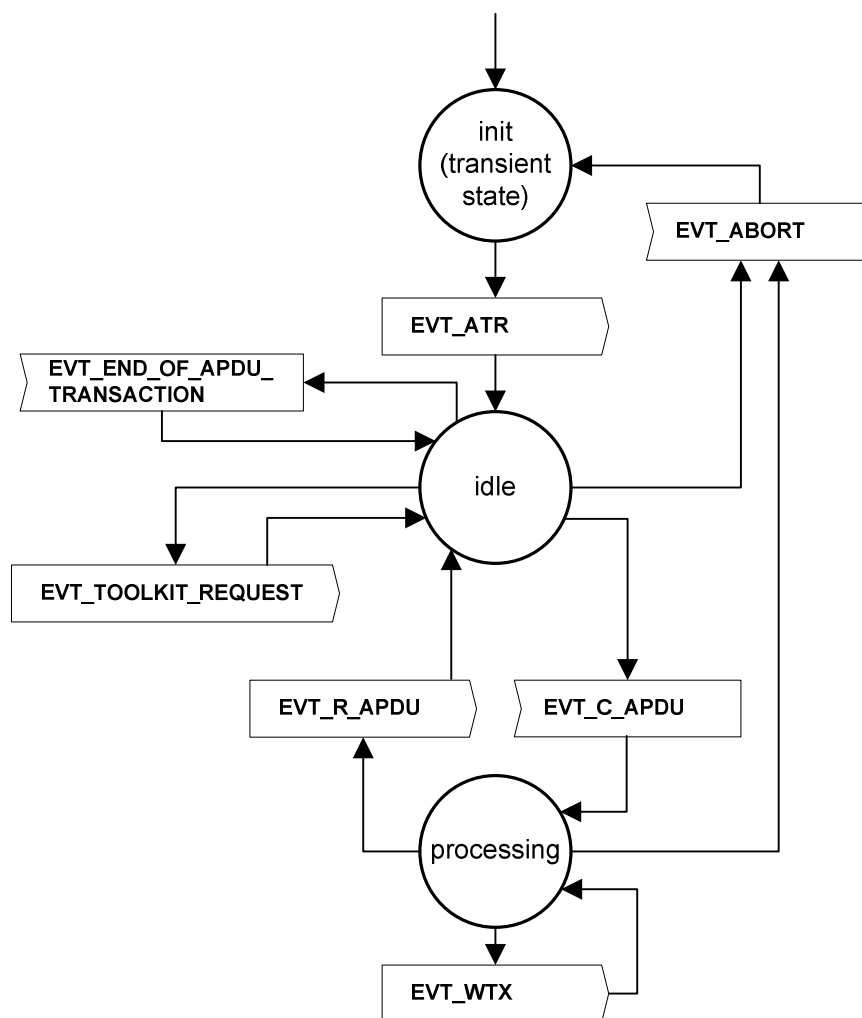 init
(transient
state)
EVT_ABORT
EVT_ATR
EVT_END_OF_APDU_
TRANSACTION
idle
EVT_TOOLKIT_REQUEST
EVT_R_APDU
EVT_C_APDU
processing
EVT_WTX